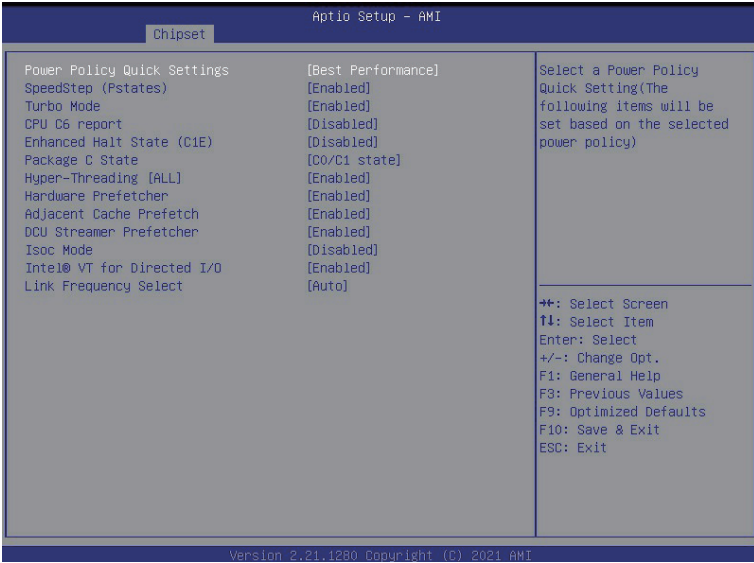 Aptio Setup – AMI
Chipset
Power Policy Quick Settings [Best Performance]
SpeedStep (Pstates) [Enabled]
Turbo Mode [Enabled]
CPU C6 report [Disabled]
Enhanced Halt State (C1E) [Disabled]
Package C State [C0/C1 state]
Hyper-Threading [ALL] [Enabled]
Hardware Prefetcher [Enabled]
Adjacent Cache Prefetch [Enabled]
DCU Streamer Prefetcher [Enabled]
Isoc Mode [Disabled]
Intel® VT for Directed I/O [Enabled]
Link Frequency Select [Auto]
Select a Power Policy
Quick Setting(The
following items will be
set based on the selected
power policy)
→←: Select Screen
↑↓: Select Item
Enter: Select
+/-: Change Opt.
F1: General Help
F3: Previous Values
F9: Optimized Defaults
F10: Save & Exit
ESC: Exit
Version 2.21.1280 Copyright (C) 2021 AMI